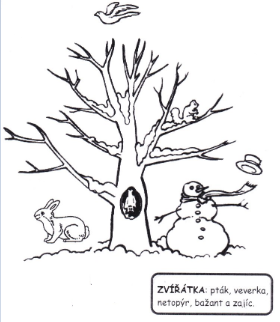 ZVÍŘÁTKA: pták, veverka,
netopýr, bažant a zajíc.